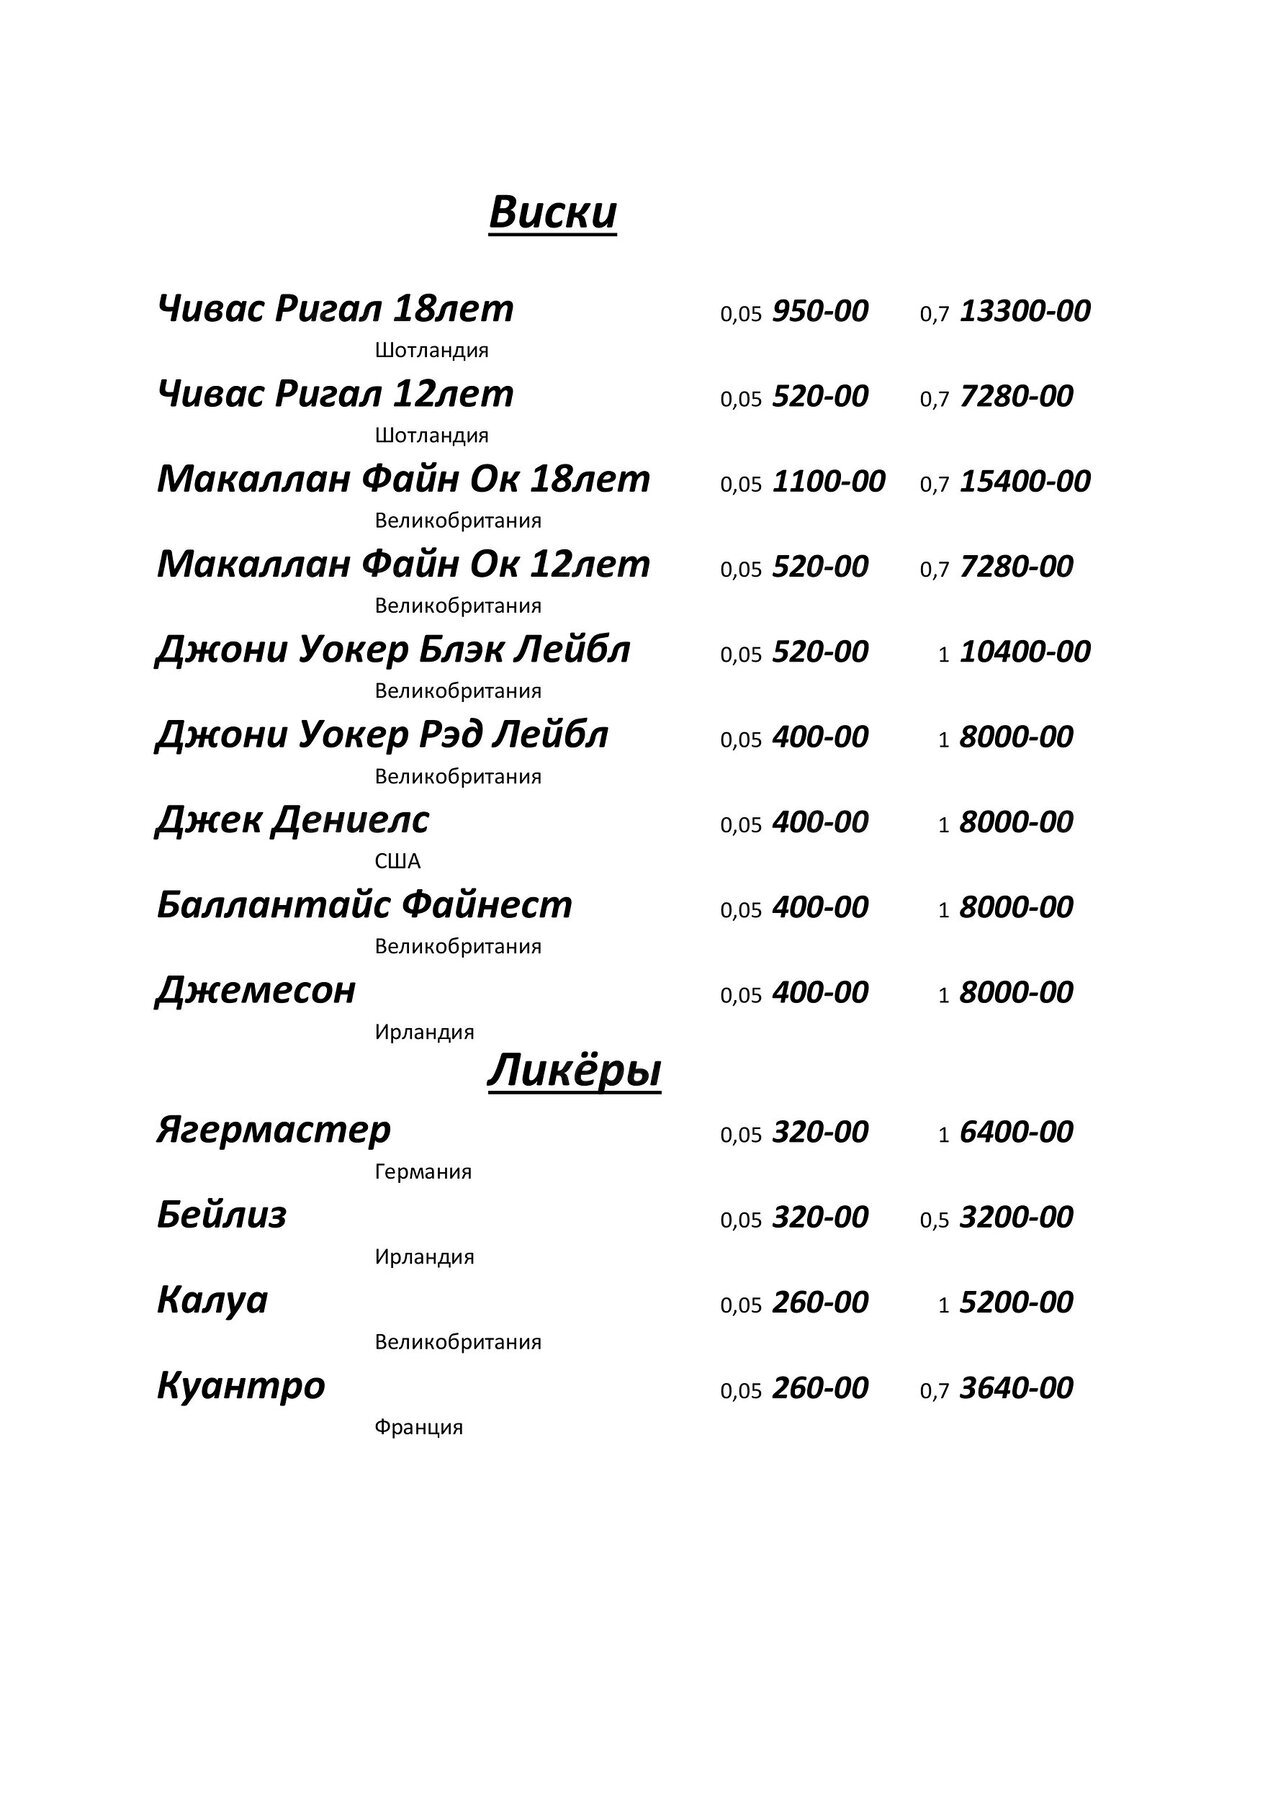 Виски
Чивас Ригал 18лет 0,05 950-00 0,7 13300-00
Шотландия
Чивас Ригал 12лет 0,05 520-00 0,7 7280-00
Шотландия
Макаллан Файн Ок 18лет 0,05 1100-00 0,7 15400-00
Великобритания
Макаллан Файн Ок 12лет 0,05 520-00 0,7 7280-00
Великобритания
Джони Уокер Блэк Лейбл 0,05 520-00 1 10400-00
Великобритания
Джони Уокер Рэд Лейбл 0,05 400-00 1 8000-00
Великобритания
Джек Дениелс 0,05 400-00 1 8000-00
США
Баллантайс Файнест 0,05 400-00 1 8000-00
Великобритания
Джемесон 0,05 400-00 1 8000-00
Ирландия
Ликёры
Ягермастер 0,05 320-00 1 6400-00
Германия
Бейлиз 0,05 320-00 0,5 3200-00
Ирландия
Калуа 0,05 260-00 1 5200-00
Великобритания
Куантро 0,05 260-00 0,7 3640-00
Франция